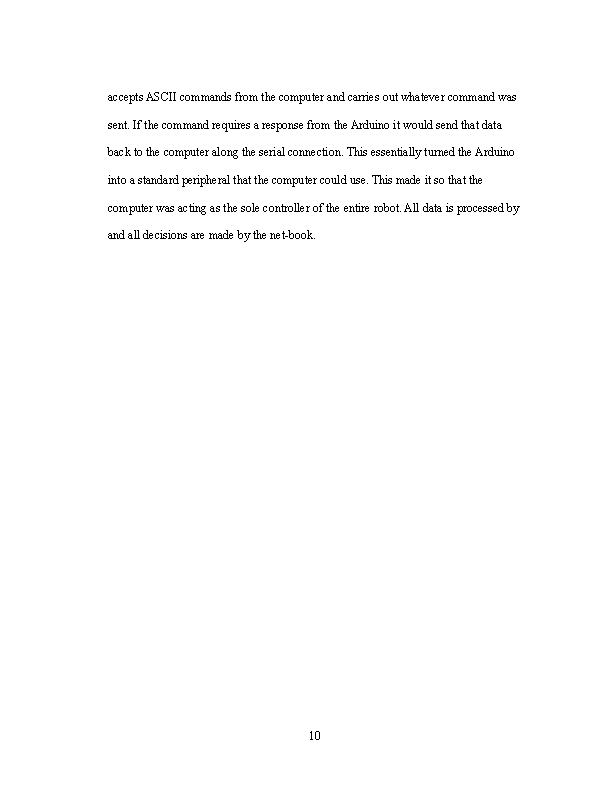 accepts ASCII commands from the computer and carries out whatever command was
sent. If the command requires a response from the Arduino it would send that data
back to the computer along the serial connection. This essentially turned the Arduino
into a standard peripheral that the computer could use. This made it so that the
computer was acting as the sole controller of the entire robot. All data is processed by
and all decisions are made by the net-book.
10